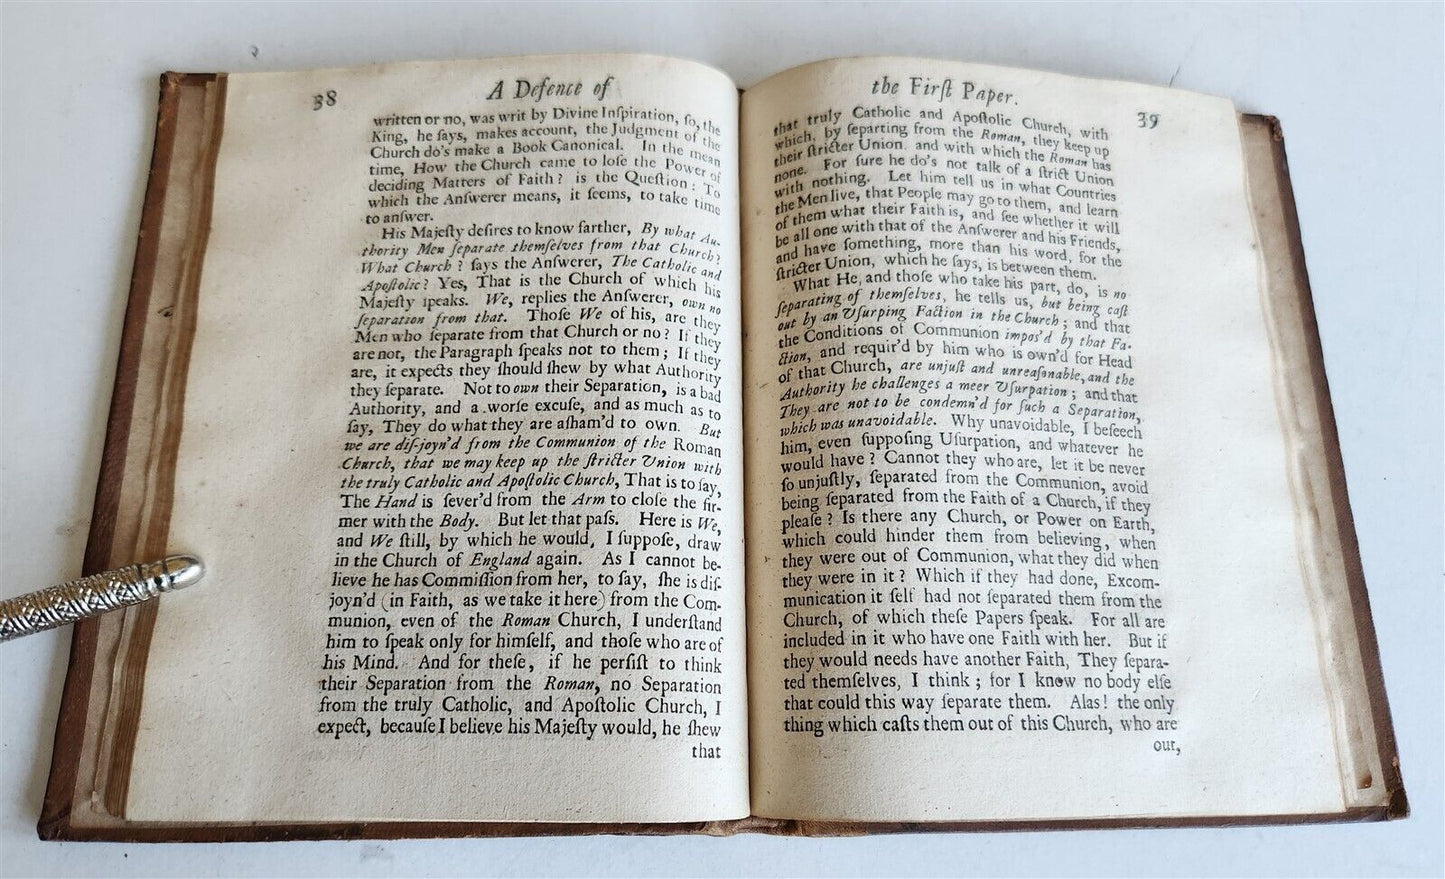 38
A Defence of
written or no, was writ by Divine Inſpiration, ſo, the
King, he ſays, makes account, the Judgment of the
Church do's make a Book Canonical. In the mean
time, How the Church came to loſe the Power of
deciding Matters of Faith? is the Queſtion: To
which the Anſwerer means, it ſeems, to take time
to anſwer.
His Majeſty deſires to know farther, By what Au-
thority Men ſeparate themſelves from that Church?
What Church? ſays the Anſwerer, The Catholic and
Apoſtolic? Yes, That is the Church of which his
Majeſty ſpeaks. We, replies the Anſwerer, own no
ſeparation from that. Thoſe We of his, are they
Men who ſeparate from that Church or no? If they
are not, the Paragraph ſpeaks not to them; If they
are, it expects they ſhould ſhew by what Authority
they ſeparate. Not to own their Separation, is a bad
Authority, and a worſe excuſe, and as much as to
ſay, They do what they are aſham'd to own. But
we are diſ-joyn'd from the Communion of the Roman
Church, that we may keep up the ſtricter Union with
the truly Catholic and Apoſtolic Church, That is to ſay,
The Hand is ſever'd from the Arm to cloſe the fir-
mer with the Body. But let that paſs. Here is We,
and We ſtill, by which he would, I ſuppoſe, draw
in the Church of England again. As I cannot be-
lieve he has Commiſſion from her, to ſay, ſhe is diſ-
joyn'd (in Faith, as we take it here) from the Com-
munion, even of the Roman Church, I underſtand
him to ſpeak only for himſelf, and thoſe who are of
his Mind. And for theſe, if he perſiſt to think
their Separation from the Roman, no Separation
from the truly Catholic, and Apoſtolic Church, I
expect, becauſe I believe his Majeſty would, he ſhew
that
the Firſt Paper.
39
that truly Catholic and Apoſtolic Church, with
which, by ſeparting from the Roman, they keep up
their ſtricter Union, and with which the Roman has
none. For ſure he do's not talk of a ſtrict Union
with nothing. Let him tell us in what Countries
the Men live, that People may go to them, and learn
of them what their Faith is, and ſee whether it will
be all one with that of the Anſwerer and his Friends,
and have ſomething, more than his word, for the
ſtricter Union, which he ſays, is between them.
What He, and thoſe who take his part, do, is no
ſeparating of themſelves, he tells us, but being caſt
out by an Uſurping Faction in the Church; and that
the Conditions of Communion impos'd by that Fa-
ction, and requir'd by him who is own'd for Head
of that Church, are unjuſt and unreaſonable, and the
Authority he challenges a meer Uſurpation; and that
They are not to be condemn'd for ſuch a Separation,
which was unavoidable. Why unavoidable, I beſeech
him, even ſuppoſing Uſurpation, and whatever he
would have? Cannot they who are, let it be never
ſo unjuſtly, ſeparated from the Communion, avoid
being ſeparated from the Faith of a Church, if they
pleaſe? Is there any Church, or Power on Earth,
which could hinder them from believing, when
they were out of Communion, what they did when
they were in it? Which if they had done, Excom-
munication it ſelf had not ſeparated them from the
Church, of which theſe Papers ſpeak. For all are
included in it who have one Faith with her. But if
they would needs have another Faith, They ſepara-
ted themſelves, I think; for I know no body elſe
that could this way ſeparate them. Alas! the only
thing which caſts them out of this Church, who are
out,